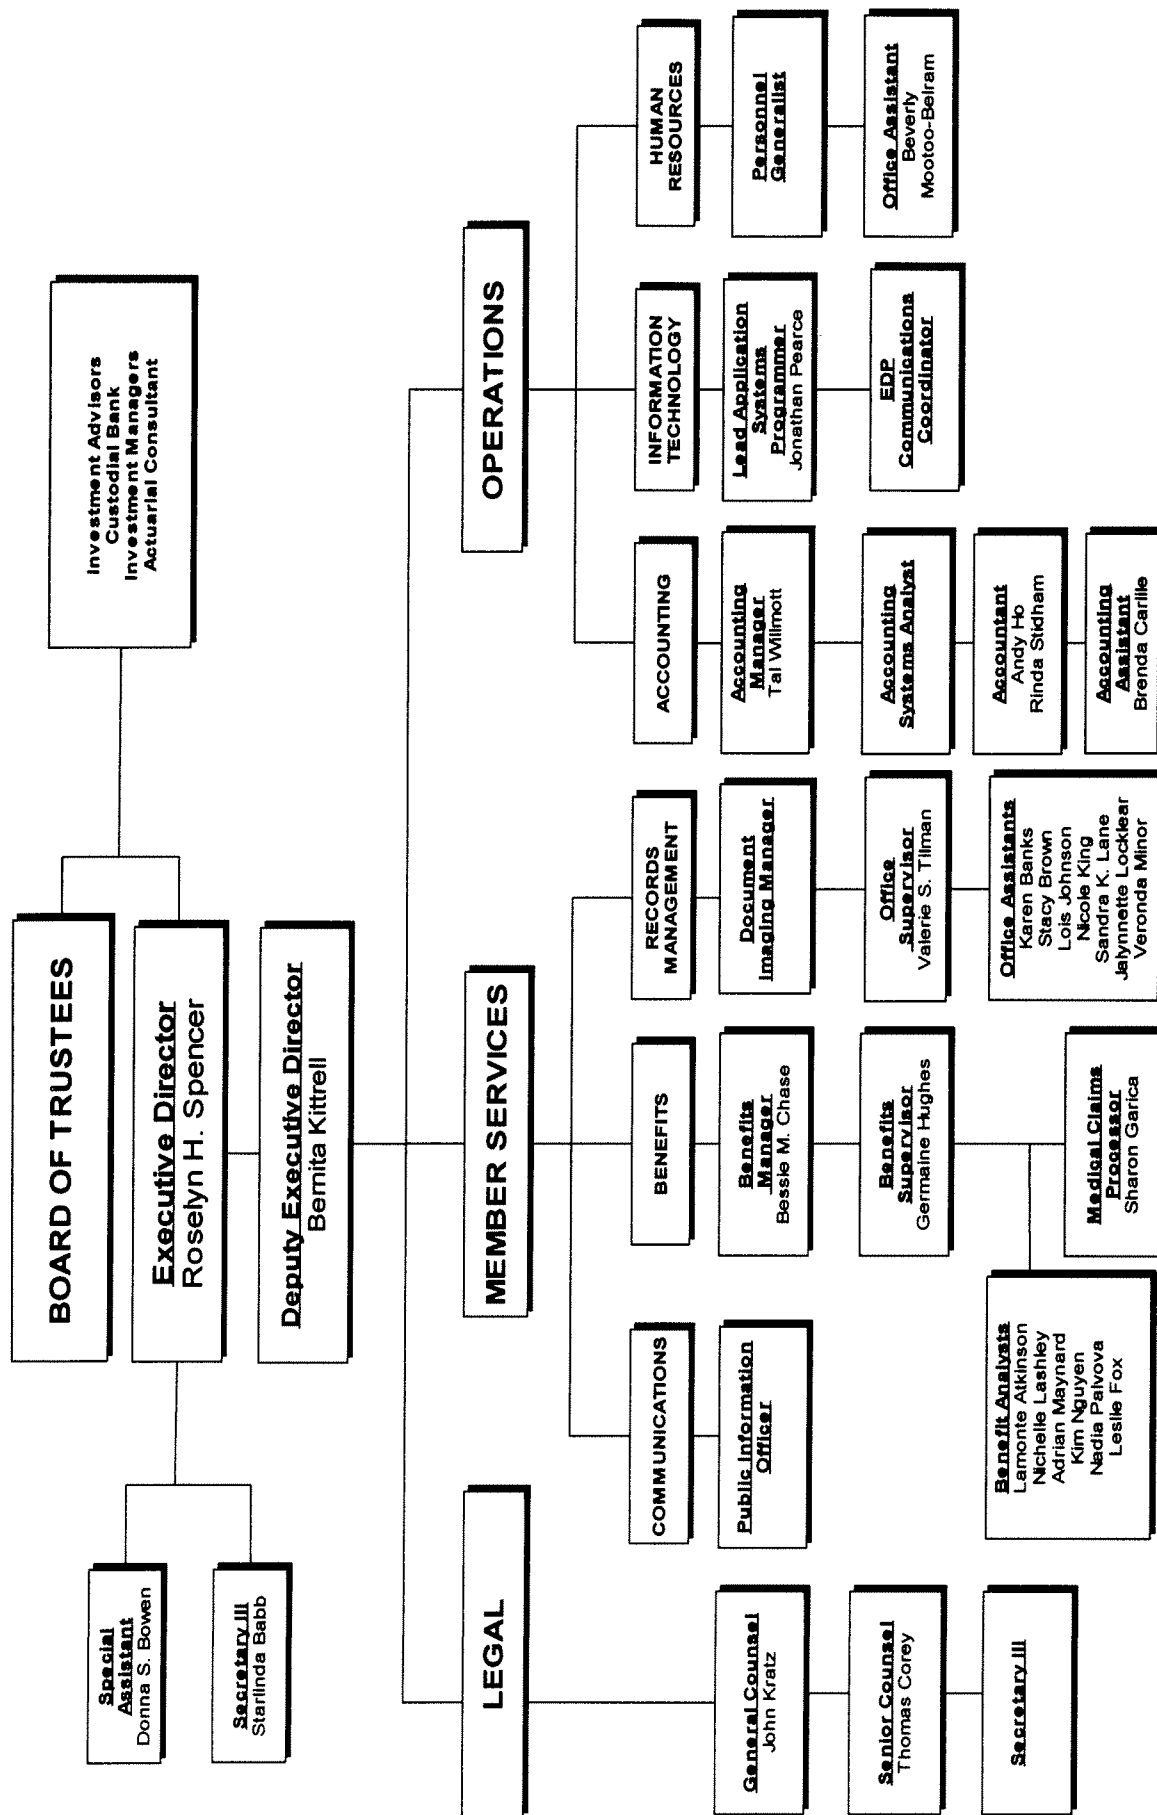 BOARD OF TRUSTEES
Investment Advisors
Custodial Bank
Investment Managers
Actuarial Consultant
Executive Director
Roselyn H. Spencer
Special
Assistant
Donna S. Bowen
Secretary III
Starlinda Babb
Deputy Executive Director
Bernita Kittrell
LEGAL
MEMBER SERVICES
OPERATIONS
General Counsel
John Kratz
Senior Counsel
Thomas Corey
Secretary III
COMMUNICATIONS
Public Information
Officer
BENEFITS
Benefits
Manager
Bessie M. Chase
Benefits
Supervisor
Germaine Hughes
Benefit Analysts
Lamonte Atkinson
Nichelle Lashley
Adrian Maynard
Kim Nguyen
Nadia Palvova
Leslie Fox
Medical Claims
Processor
Sharon Garica
RECORDS
MANAGEMENT
Document
Imaging Manager
Office
Supervisor
Valerie S. Tilman
Office Assistants
Karen Banks
Stacy Brown
Lois Johnson
Nicole King
Sandra K. Lane
Jalynnette Locklear
Veronda Minor
ACCOUNTING
Accounting
Manager
Tal Willmott
Accounting
Systems Analyst
Accountant
Andy Ho
Rinda Stidham
Accounting
Assistant
Brenda Carlile
INFORMATION
TECHNOLOGY
Lead Application
Systems
Programmer
Jonathan Pearce
EDP
Communications
Coordinator
HUMAN
RESOURCES
Personnel
Generalist
Office Assistant
Beverly
Mootoo-Belram